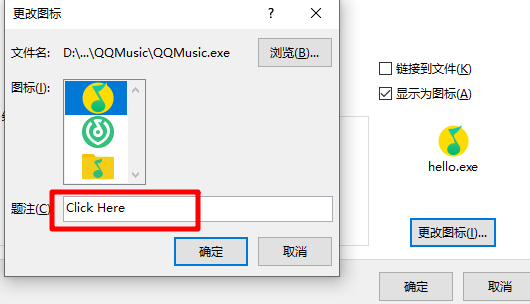 更改图标
文件名: D:\...\QQMusic\QQMusic.exe
浏览(B)...
图标(I):
题注(C)
Click Here
确定
取消
链接到文件(K)
显示为图标(A)
hello.exe
更改图标(I)...
确定
取消